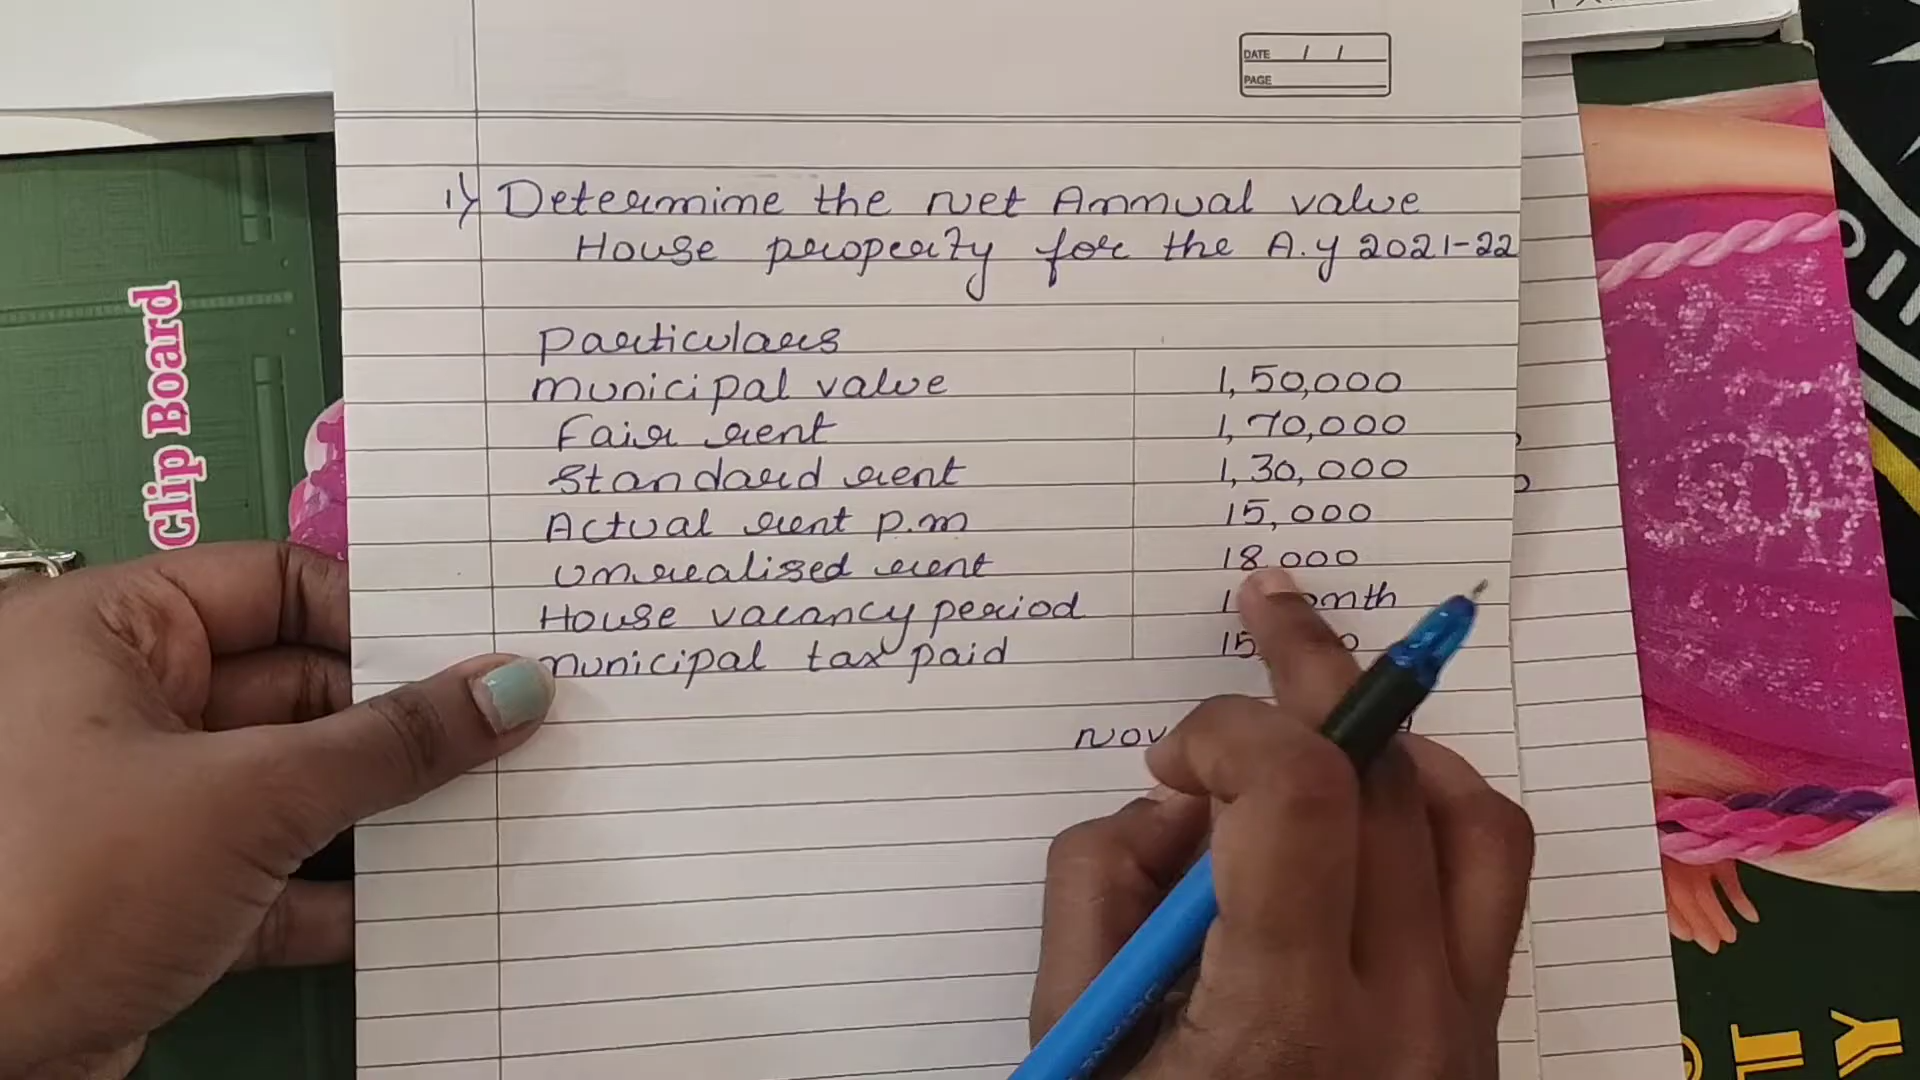 DATE / /
PAGE
1) Determine the net Annual value
House property for the A.y 2021-22
Particulars
municipal value 1,50,000
Fair rent 1,70,000
Standard rent 1,30,000
Actual rent p.m 15,000
unrealised rent 18,000
House vacancy period 1
municipal tax paid
Clip Board